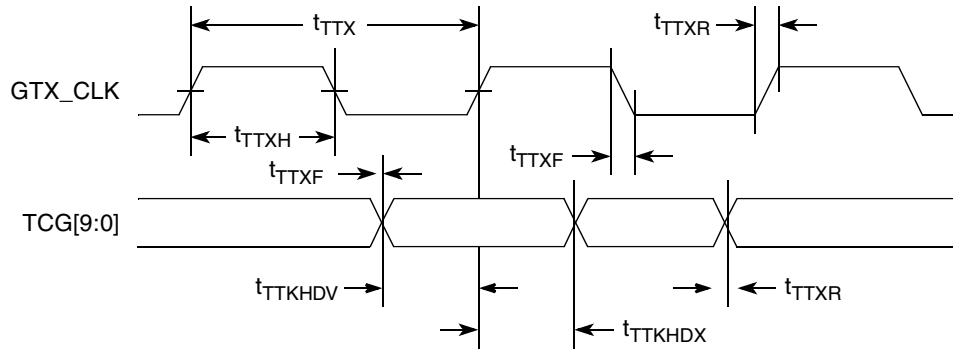 tTTX
tTTXR
GTX_CLK
tTTXH
tTTXF
tTTXF
TCG[9:0]
tTTKHDV
tTTXR
tTTKHDX